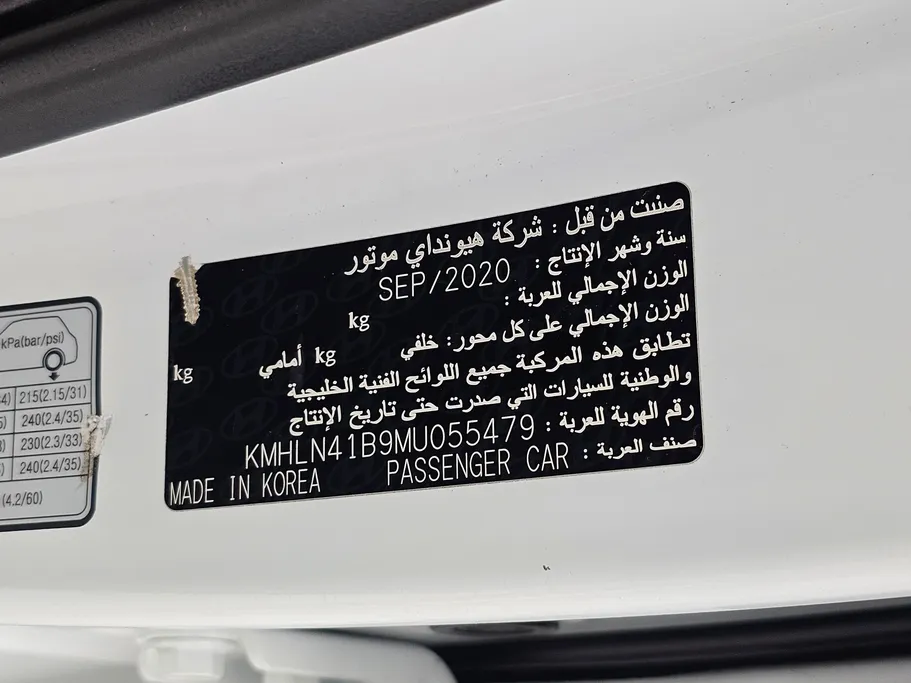 صنعت من قبل : شركة هيونداي موتور
سنة وشهر الإنتاج : SEP/2020
الوزن الإجمالي للعربة : kg
الوزن الإجمالي على كل محور: خلفي kg أمامي kg
تطابق هذه المركبة جميع اللوائح الفنية الخليجية
والوطنية للسيارات التي صدرت حتى تاريخ الإنتاج
رقم الهوية للعربة : KMHLN41B9MU055479
صنف العربة : PASSENGER CAR
MADE IN KOREA
kPa(bar/psi)
215(2.15/31)
240(2.4/35)
230(2.3/33)
240(2.4/35)
(4.2/60)